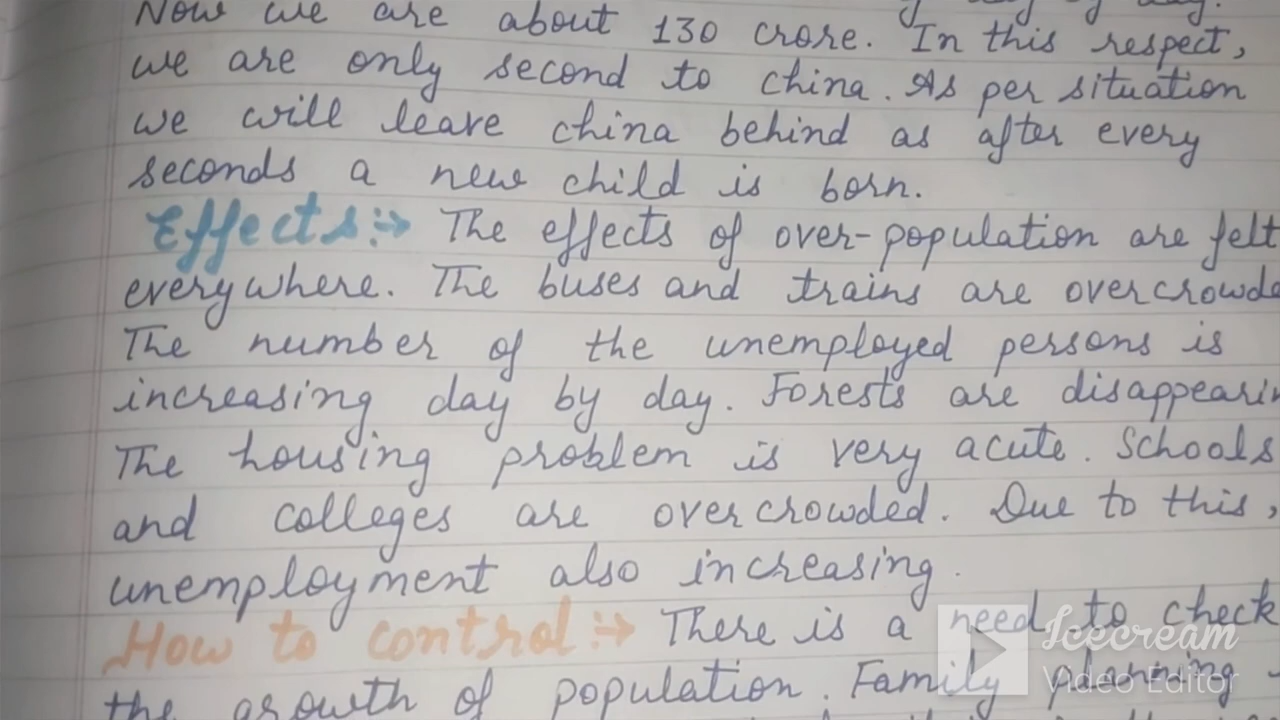 Now we are about 130 crore. In this respect,
we are only second to china. As per situation
we will leave china behind as after every
seconds a new child is born.
Effects:→ The effects of over-population are felt
everywhere. The buses and trains are overcrowde
The number of the unemployed persons is
increasing day by day. Forests are disappearin
The housing problem is very acute. Schools
and colleges are overcrowded. Due to this,
unemployment also increasing.
How to control:→ There is a need to check
the growth of population. Family planning
Icecream
Video Editor